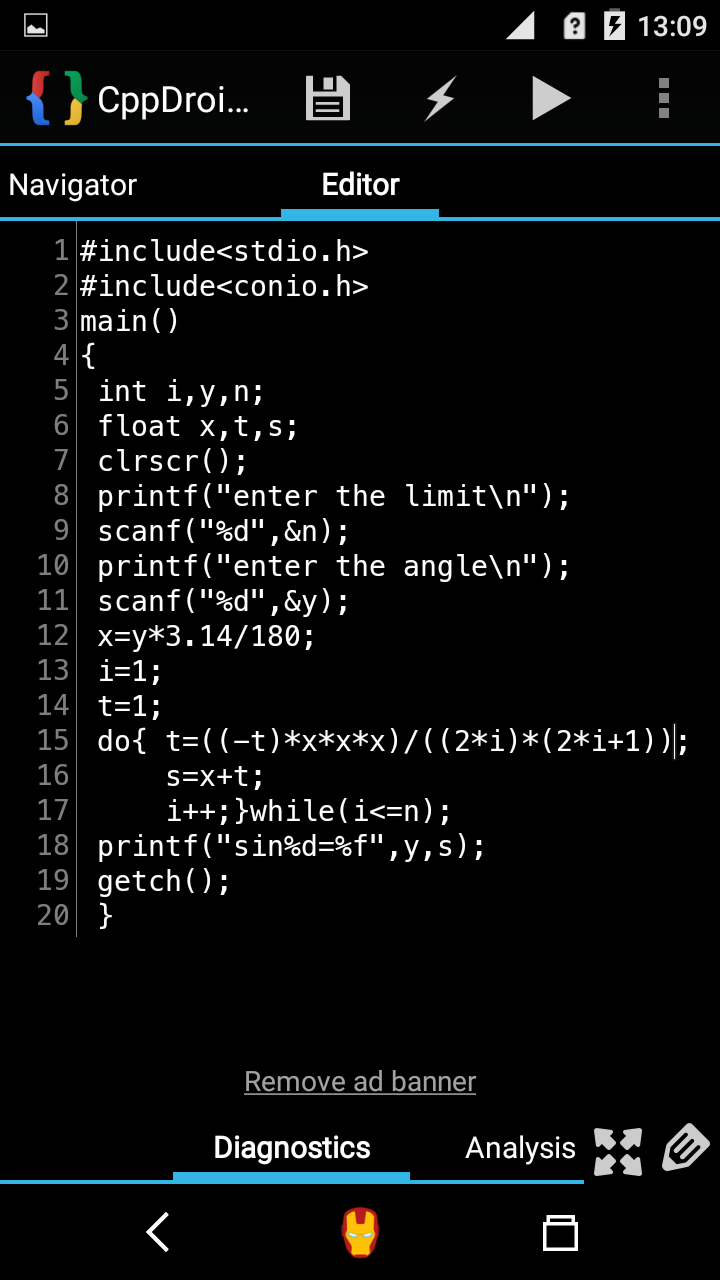 13:09
CppDroi...
Navigator
Editor
1 #include<stdio.h>
2 #include<conio.h>
3 main()
4 {
5  int i,y,n;
6  float x,t,s;
7  clrscr();
8  printf("enter the limit\n");
9  scanf("%d",&n);
10  printf("enter the angle\n");
11  scanf("%d",&y);
12  x=y*3.14/180;
13  i=1;
14  t=1;
15  do{ t=((-t)*x*x*x)/((2*i)*(2*i+1));
16      s=x+t;
17      i++;}while(i<=n);
18  printf("sin%d=%f",y,s);
19  getch();
20  }
Remove ad banner
Diagnostics
Analysis